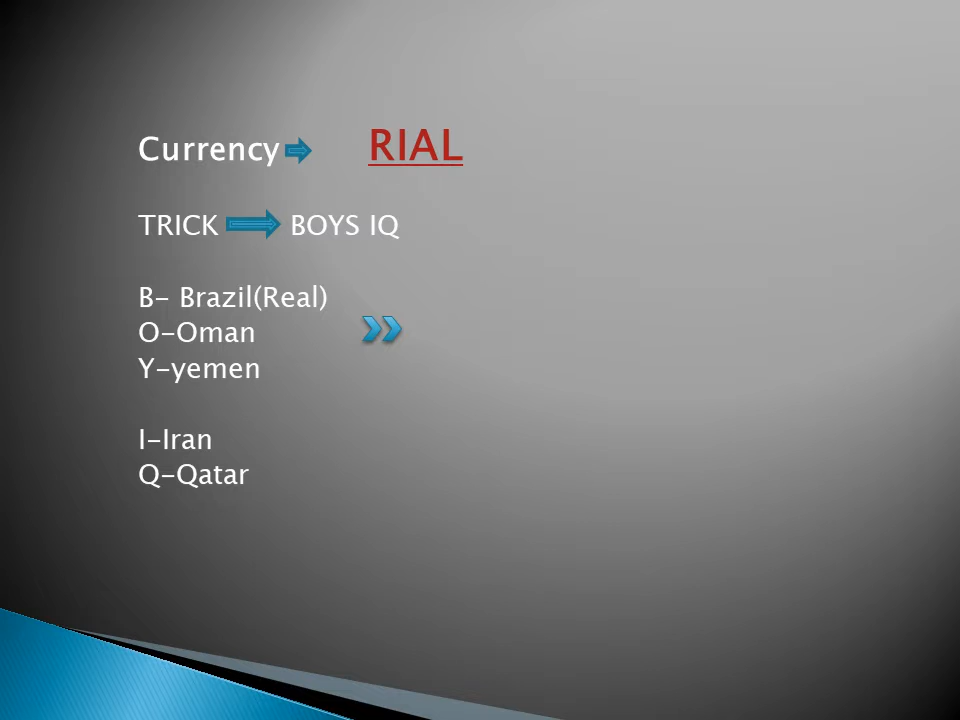 Currency RIAL
TRICK BOYS IQ
B- Brazil(Real)
O-Oman
Y-yemen
I-Iran
Q-Qatar